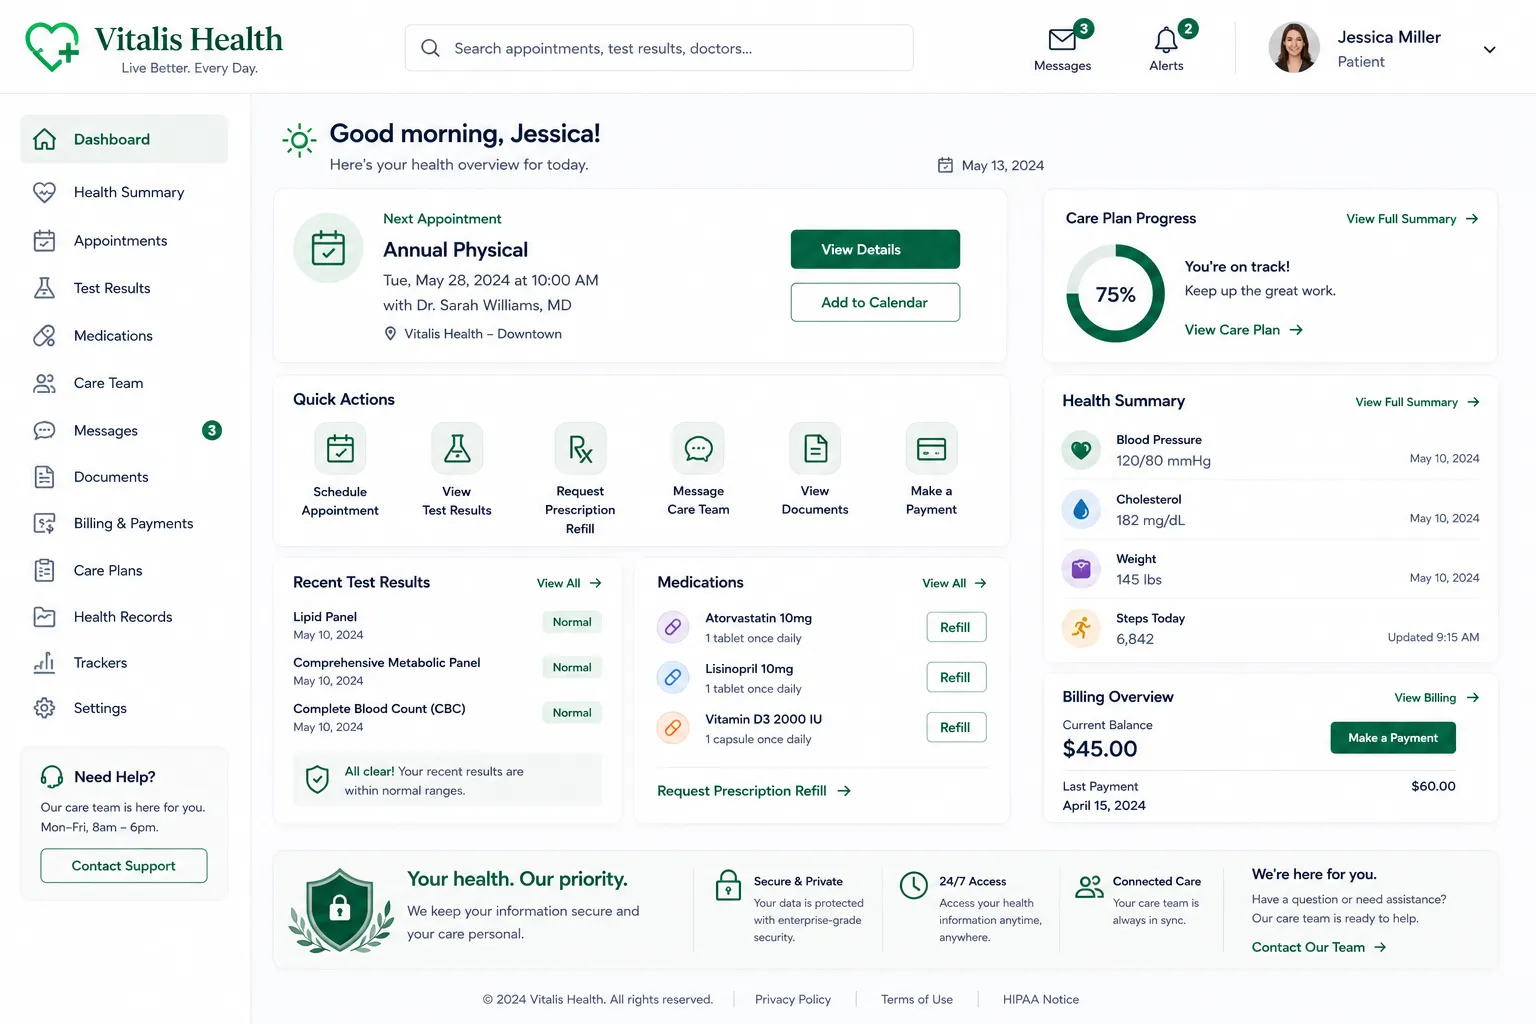 Vitalis Health
Live Better. Every Day.
Search appointments, test results, doctors...
3
Messages
2
Alerts
Jessica Miller
Patient
Dashboard
Health Summary
Appointments
Test Results
Medications
Care Team
Messages
3
Documents
Billing & Payments
Care Plans
Health Records
Trackers
Settings
Need Help?
Our care team is here for you.
Mon–Fri, 8am – 6pm.
Contact Support
Good morning, Jessica!
Here's your health overview for today.
May 13, 2024
Next Appointment
Annual Physical
Tue, May 28, 2024 at 10:00 AM
with Dr. Sarah Williams, MD
Vitalis Health – Downtown
View Details
Add to Calendar
Care Plan Progress
View Full Summary
75%
You're on track!
Keep up the great work.
View Care Plan
Quick Actions
Schedule
Appointment
View
Test Results
Rx
Request
Prescription
Refill
Message
Care Team
View
Documents
Make a
Payment
Health Summary
View Full Summary
Blood Pressure
120/80 mmHg
May 10, 2024
Cholesterol
182 mg/dL
May 10, 2024
Weight
145 lbs
May 10, 2024
Steps Today
6,842
Updated 9:15 AM
Recent Test Results
View All
Lipid Panel
May 10, 2024
Normal
Comprehensive Metabolic Panel
May 10, 2024
Normal
Complete Blood Count (CBC)
May 10, 2024
Normal
All clear! Your recent results are
within normal ranges.
Medications
View All
Atorvastatin 10mg
1 tablet once daily
Refill
Lisinopril 10mg
1 tablet once daily
Refill
Vitamin D3 2000 IU
1 capsule once daily
Refill
Request Prescription Refill
Billing Overview
View Billing
Current Balance
$45.00
Make a Payment
Last Payment
$60.00
April 15, 2024
Your health. Our priority.
We keep your information secure and
your care personal.
Secure & Private
Your data is protected
with enterprise-grade
security.
24/7 Access
Access your health
information anytime,
anywhere.
Connected Care
Your care team is
always in sync.
We're here for you.
Have a question or need assistance?
Our care team is ready to help.
Contact Our Team
© 2024 Vitalis Health. All rights reserved.
Privacy Policy
Terms of Use
HIPAA Notice